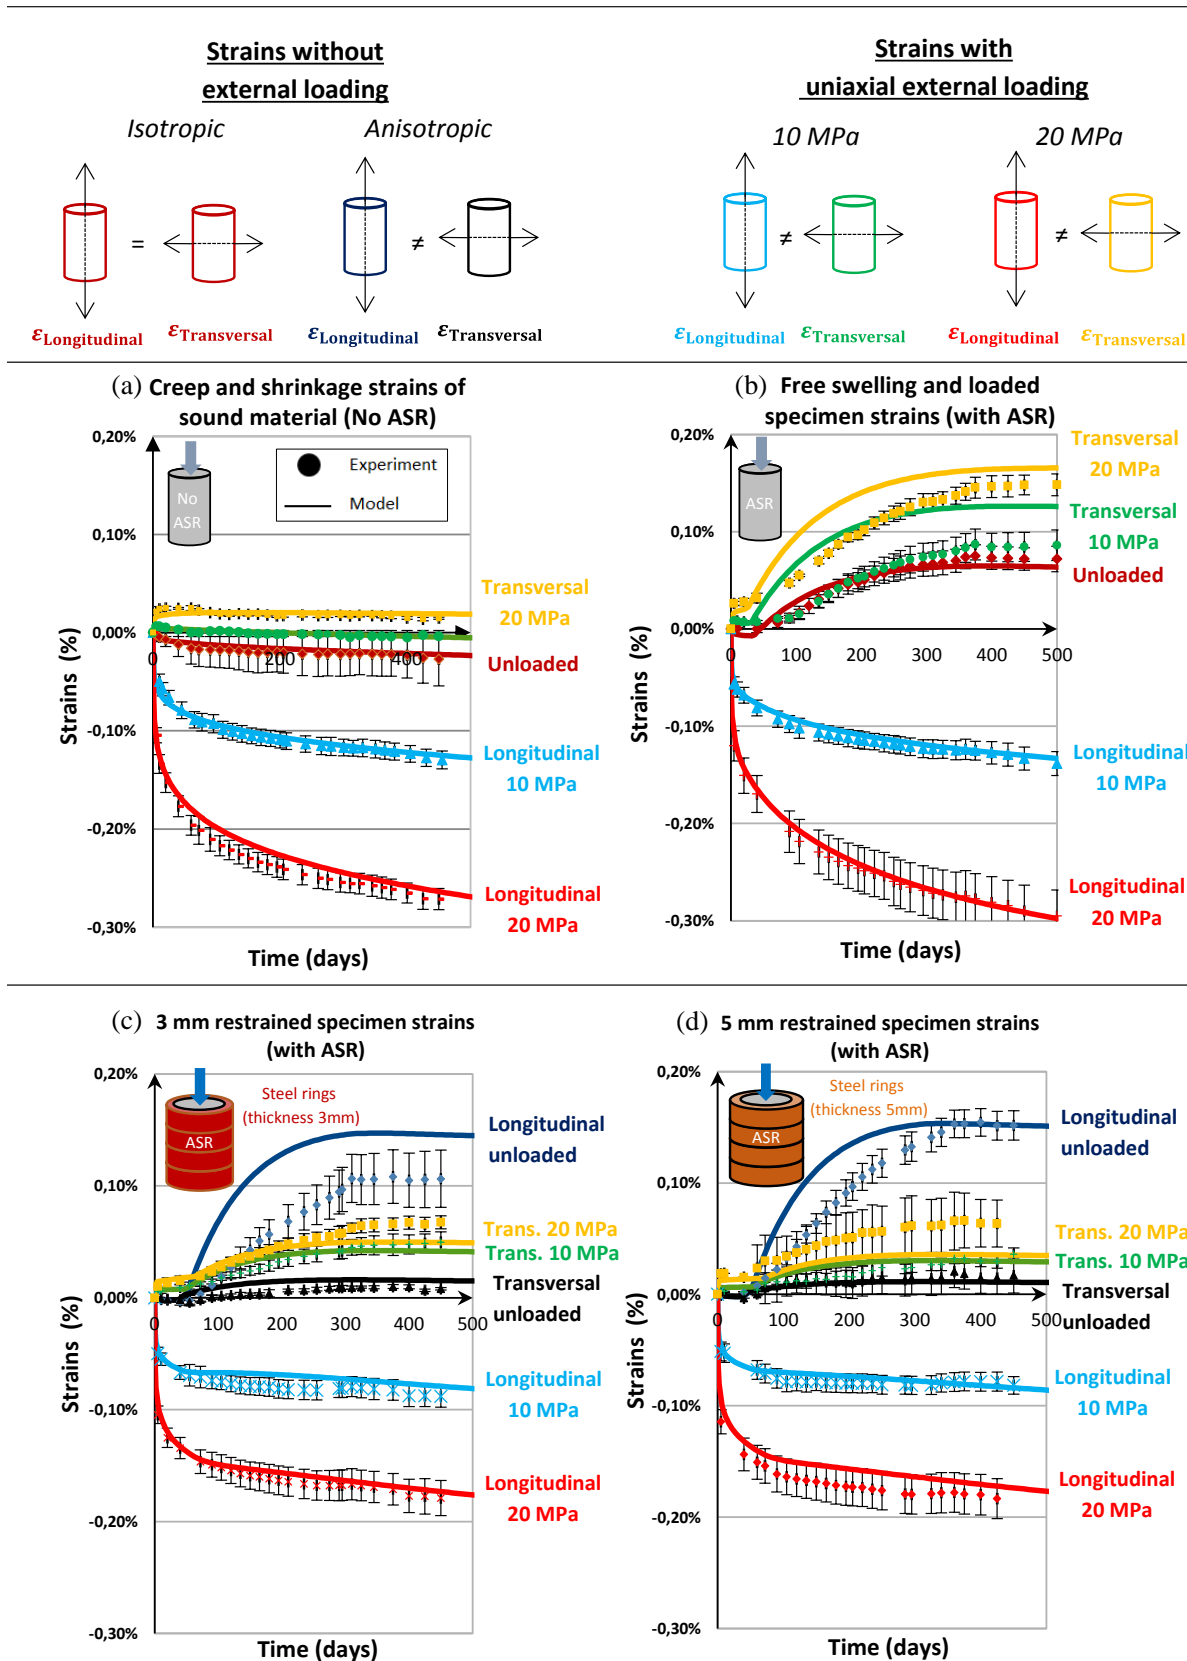 Strains without
external loading
Isotropic
Anisotropic
=
≠
εLongitudinal
εTransversal
εLongitudinal
εTransversal
Strains with
uniaxial external loading
10 MPa
20 MPa
≠
≠
εLongitudinal
εTransversal
εLongitudinal
εTransversal
(a) Creep and shrinkage strains of
sound material (No ASR)
0,20%
0,10%
0,00%
-0,10%
-0,20%
-0,30%
Strains (%)
No
ASR
Experiment
Model
0
200
400
Transversal
20 MPa
Unloaded
Longitudinal
10 MPa
Longitudinal
20 MPa
Time (days)
(b) Free swelling and loaded
specimen strains (with ASR)
0,20%
0,10%
0,00%
-0,10%
-0,20%
-0,30%
Strains (%)
ASR
0
100
200
300
400
500
Transversal
20 MPa
Transversal
10 MPa
Unloaded
Longitudinal
10 MPa
Longitudinal
20 MPa
Time (days)
(c) 3 mm restrained specimen strains
(with ASR)
0,20%
0,10%
0,00%
-0,10%
-0,20%
-0,30%
Strains (%)
ASR
Steel rings
(thickness 3mm)
0
100
200
300
400
500
Longitudinal
unloaded
Trans. 20 MPa
Trans. 10 MPa
Transversal
unloaded
Longitudinal
10 MPa
Longitudinal
20 MPa
Time (days)
(d) 5 mm restrained specimen strains
(with ASR)
0,20%
0,10%
0,00%
-0,10%
-0,20%
-0,30%
Strains (%)
ASR
Steel rings
(thickness 5mm)
0
100
200
300
400
500
Longitudinal
unloaded
Trans. 20 MPa
Trans. 10 MPa
Transversal
unloaded
Longitudinal
10 MPa
Longitudinal
20 MPa
Time (days)